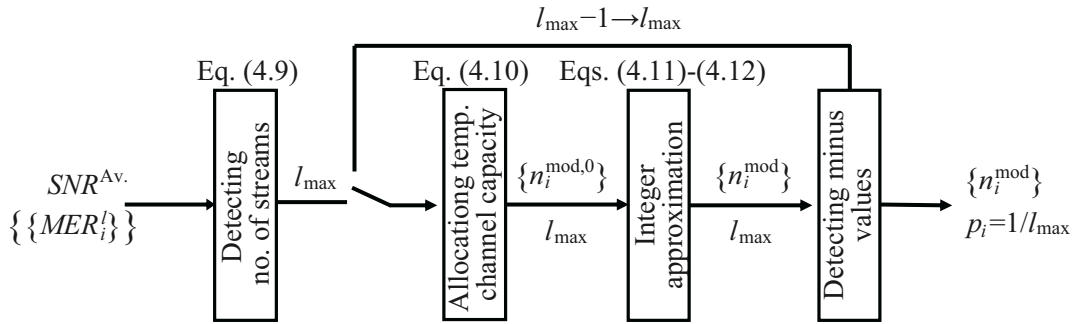 l_max−1→l_max
Eq. (4.9)
Eq. (4.10)
Eqs. (4.11)-(4.12)
SNR^Av.
{{MER_i^l}}
Detecting
no. of streams
l_max
Allocationg temp.
channel capacity
{n_i^mod,0}
l_max
Integer
approximation
{n_i^mod}
l_max
Detecting minus
values
{n_i^mod}
p_i=1/l_max